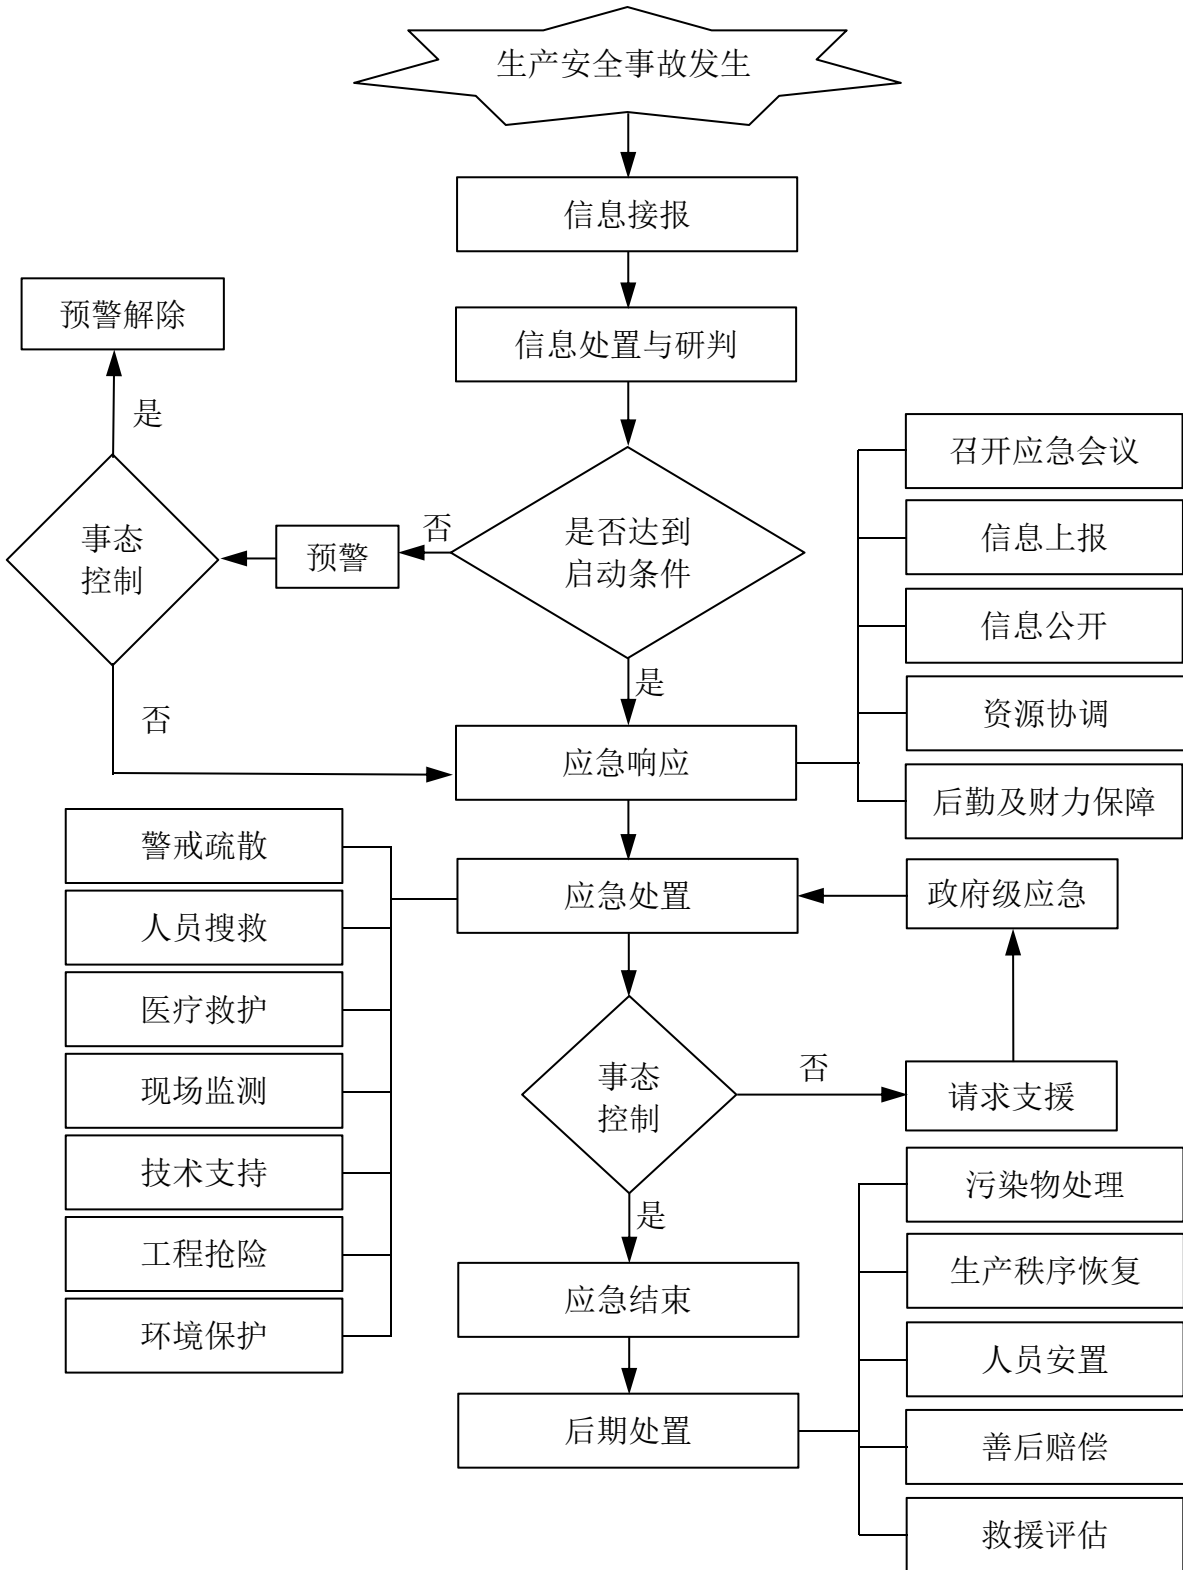 生产安全事故发生
信息接报
预警解除
信息处置与研判
是
召开应急会议
事态
控制
预警
否
是否达到
启动条件
信息上报
信息公开
是
否
资源协调
应急响应
后勤及财力保障
警戒疏散
应急处置
政府级应急
人员搜救
医疗救护
现场监测
事态
控制
否
请求支援
技术支持
污染物处理
是
工程抢险
生产秩序恢复
应急结束
环境保护
人员安置
后期处置
善后赔偿
救援评估